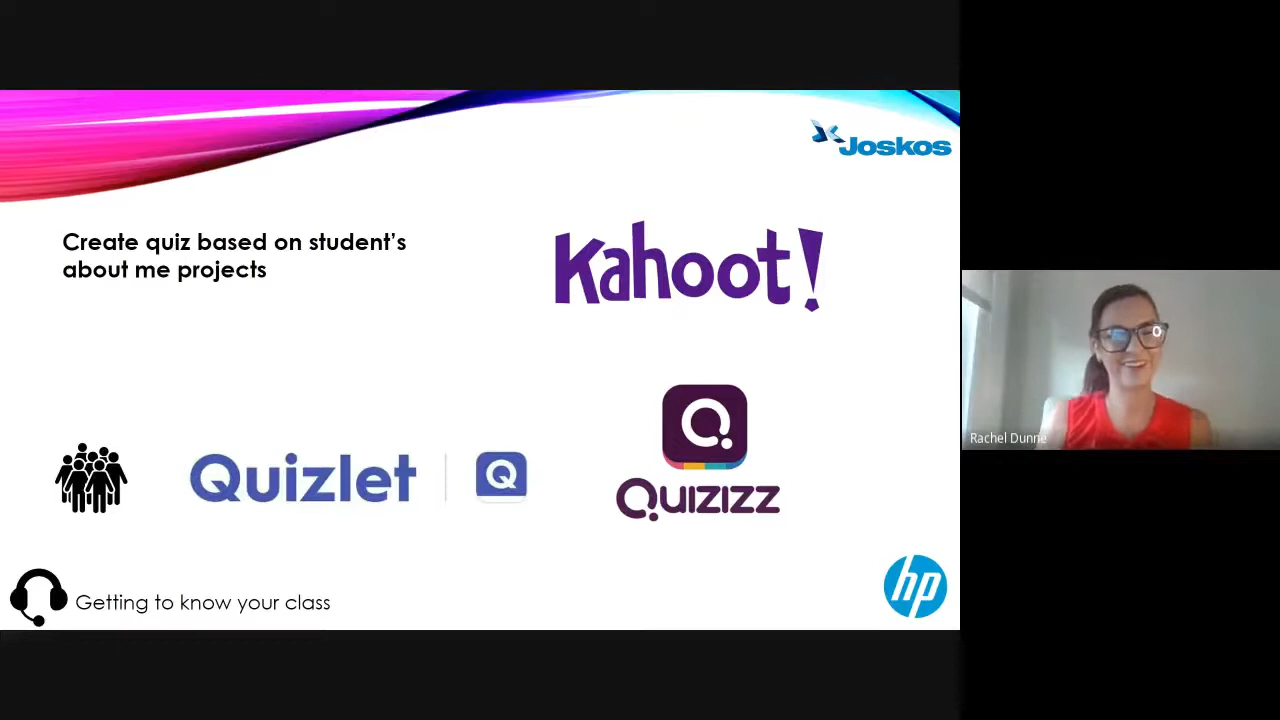 Joskos
Create quiz based on student's
about me projects
Kahoot!
Quizlet
Q
Quizizz
Rachel Dunne
Getting to know your class
hp